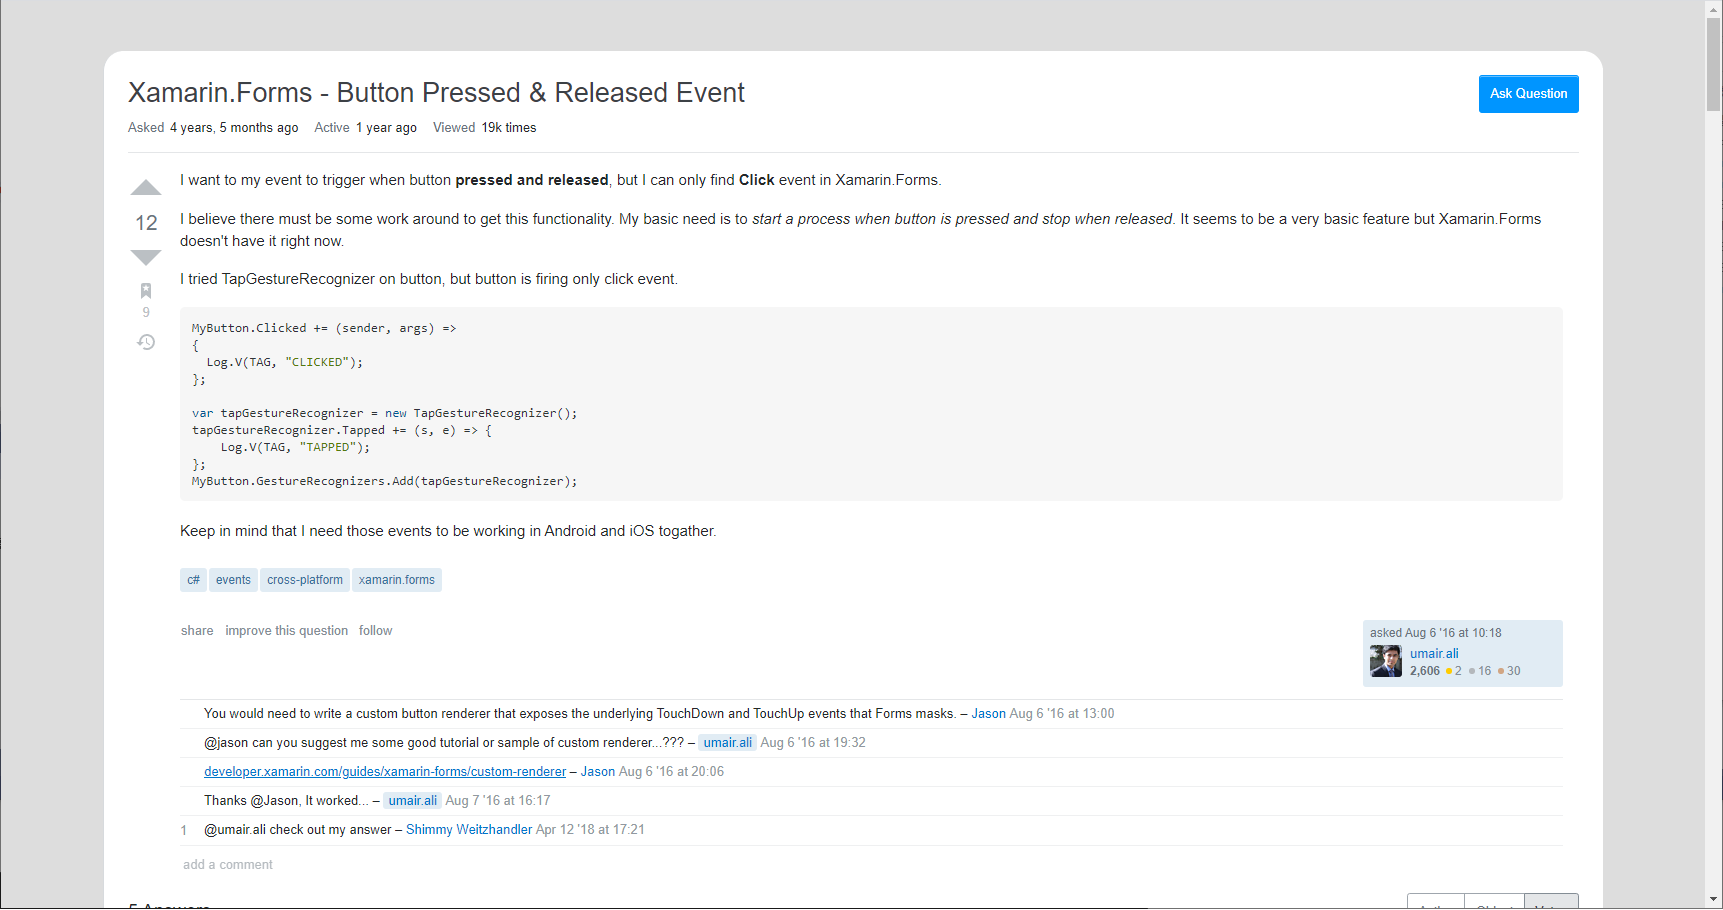 Xamarin.Forms - Button Pressed & Released Event
Ask Question
Asked 4 years, 5 months ago Active 1 year ago Viewed 19k times
I want to my event to trigger when button pressed and released, but I can only find Click event in Xamarin.Forms.
12
I believe there must be some work around to get this functionality. My basic need is to start a process when button is pressed and stop when released. It seems to be a very basic feature but Xamarin.Forms
doesn't have it right now.
I tried TapGestureRecognizer on button, but button is firing only click event.
9
MyButton.Clicked += (sender, args) =>
{
  Log.V(TAG, "CLICKED");
};
var tapGestureRecognizer = new TapGestureRecognizer();
tapGestureRecognizer.Tapped += (s, e) => {
    Log.V(TAG, "TAPPED");
};
MyButton.GestureRecognizers.Add(tapGestureRecognizer);
Keep in mind that I need those events to be working in Android and iOS togather.
c# events cross-platform xamarin.forms
share improve this question follow
asked Aug 6 '16 at 10:18
umair.ali
2,606 2 16 30
You would need to write a custom button renderer that exposes the underlying TouchDown and TouchUp events that Forms masks. – Jason Aug 6 '16 at 13:00
@jason can you suggest me some good tutorial or sample of custom renderer...??? – umair.ali Aug 6 '16 at 19:32
developer.xamarin.com/guides/xamarin-forms/custom-renderer – Jason Aug 6 '16 at 20:06
Thanks @Jason, It worked... – umair.ali Aug 7 '16 at 16:17
1 @umair.ali check out my answer – Shimmy Weitzhandler Apr 12 '18 at 17:21
add a comment
5 Answers